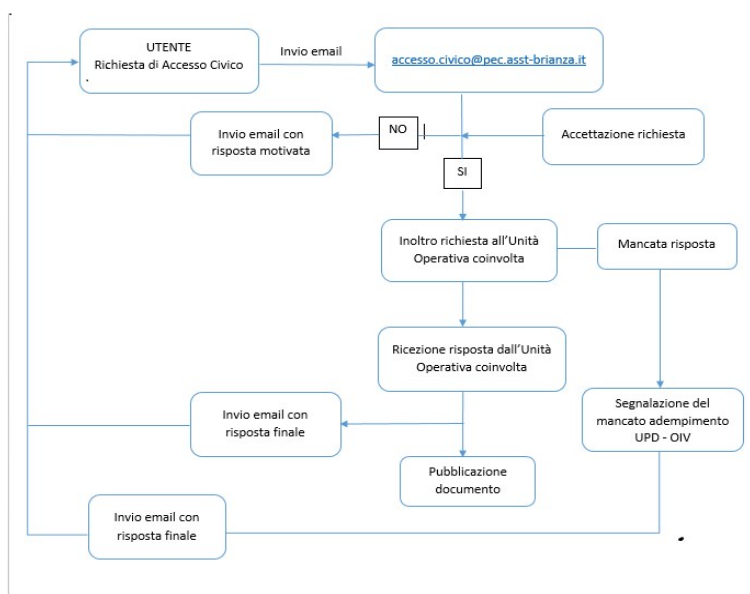 UTENTE
Richiesta di Accesso Civico
Invio email
accesso.civico@pec.asst-brianza.it
Invio email con
risposta motivata
NO
Accettazione richiesta
SI
Inoltro richiesta all'Unità
Operativa coinvolta
Mancata risposta
Ricezione risposta dall'Unità
Operativa coinvolta
Invio email con
risposta finale
Segnalazione del
mancato adempimento
UPD - OIV
Pubblicazione
documento
Invio email con
risposta finale